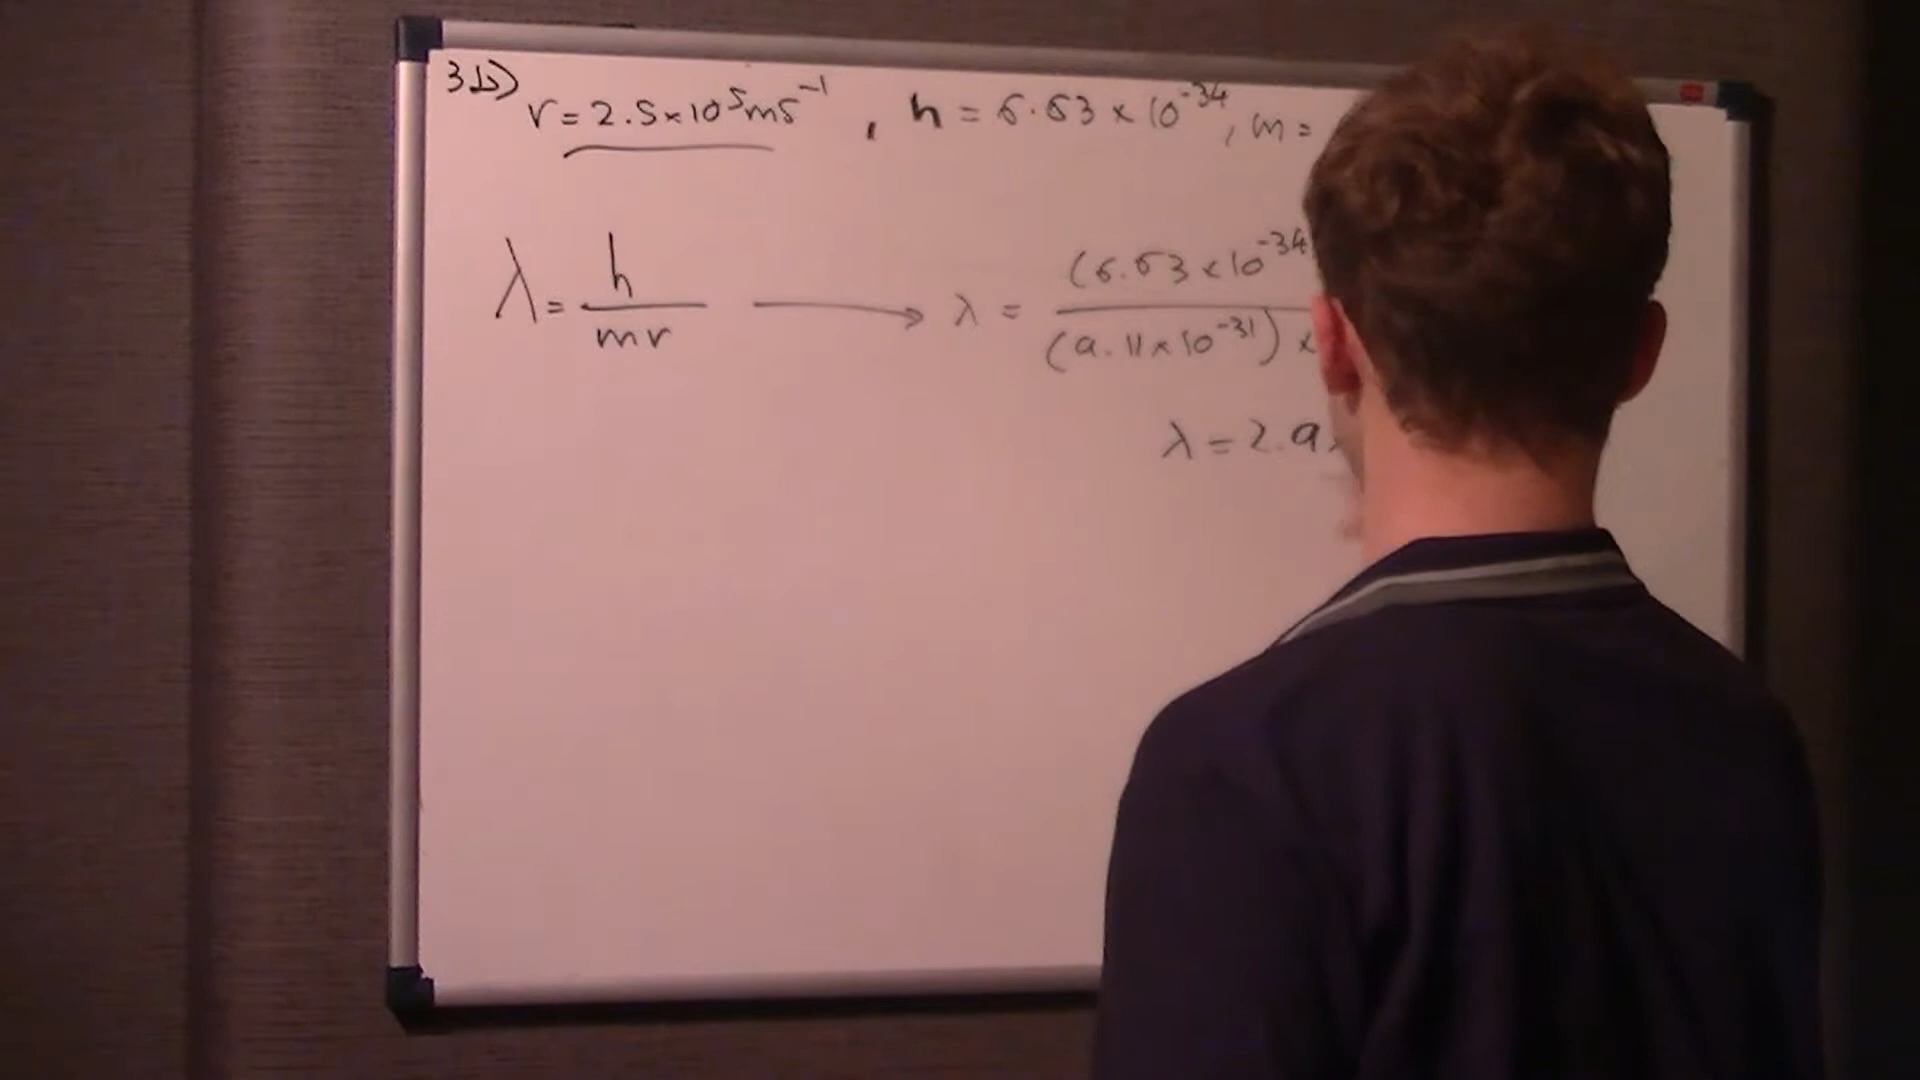 3b)
v = 2.5×10⁵ms⁻¹ , h = 6.63 × 10⁻³⁴ , m =
λ = h / mv ⟶ λ = (6.63 × 10⁻³⁴ / (9.11×10⁻³¹) ×
λ = 2.9×